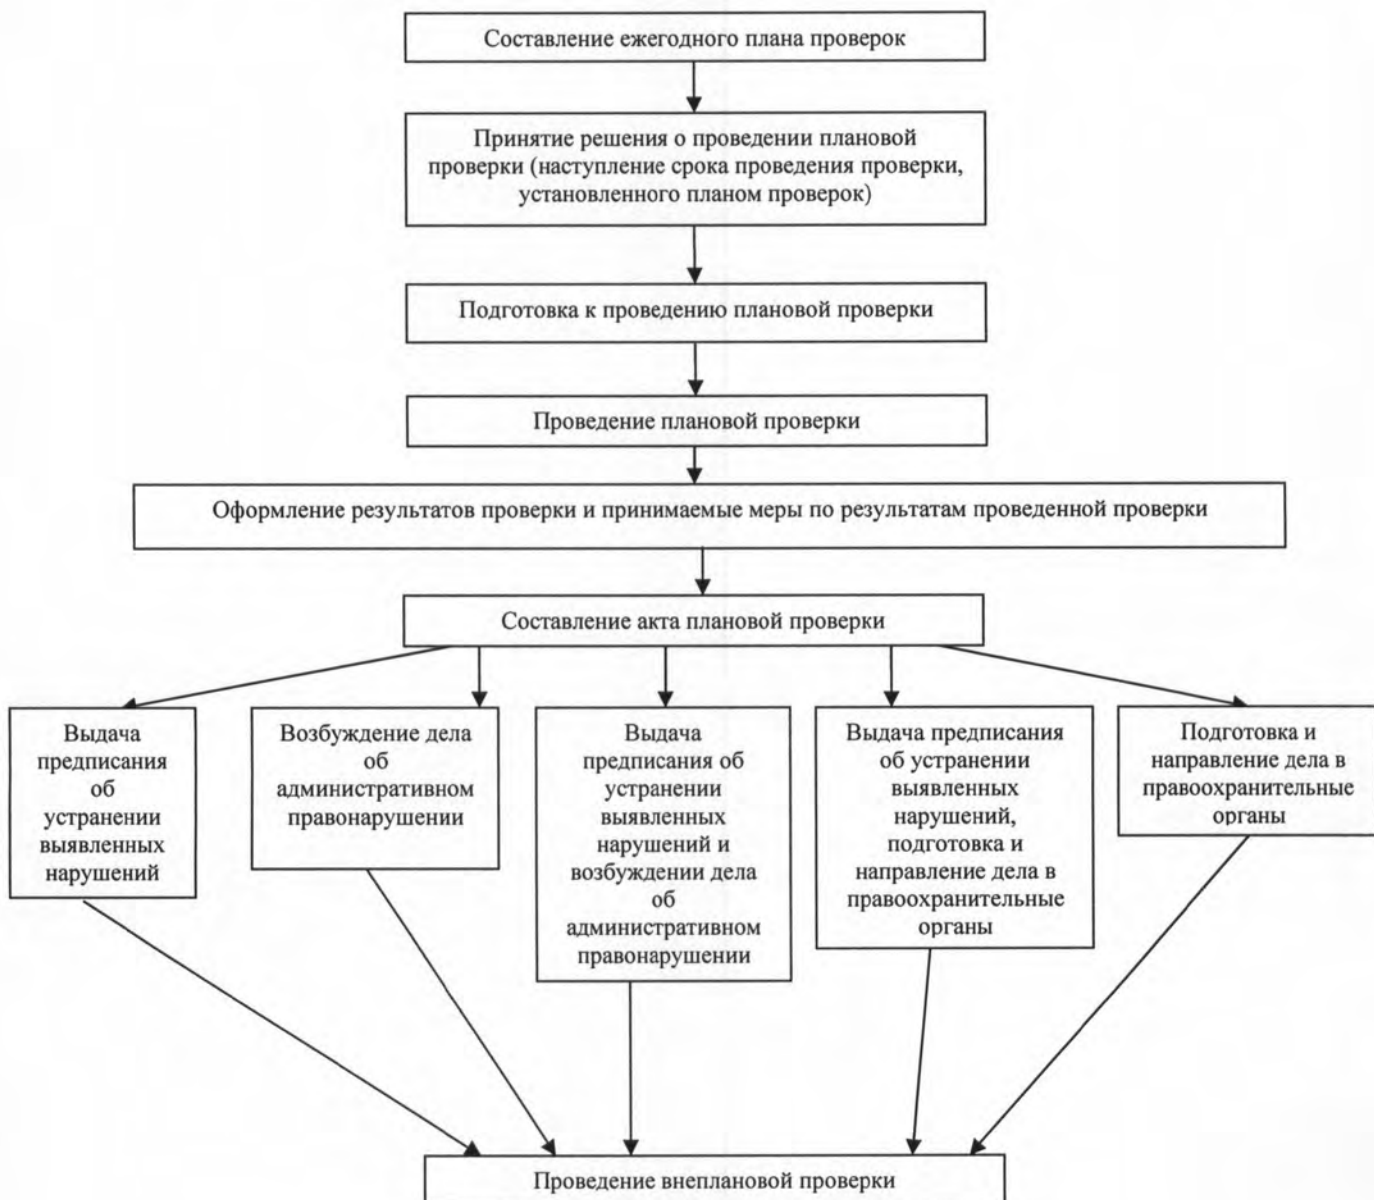 Составление ежегодного плана проверок
Принятие решения о проведении плановой
проверки (наступление срока проведения проверки,
установленного планом проверок)
Подготовка к проведению плановой проверки
Проведение плановой проверки
Оформление результатов проверки и принимаемые меры по результатам проведенной проверки
Составление акта плановой проверки
Выдача
предписания
об
устранении
выявленных
нарушений
Возбуждение дела
об
административном
правонарушении
Выдача
предписания об
устранении
выявленных
нарушений и
возбуждении дела
об
административном
правонарушении
Выдача предписания
об устранении
выявленных
нарушений,
подготовка и
направление дела в
правоохранительные
органы
Подготовка и
направление дела в
правоохранительные
органы
Проведение внеплановой проверки